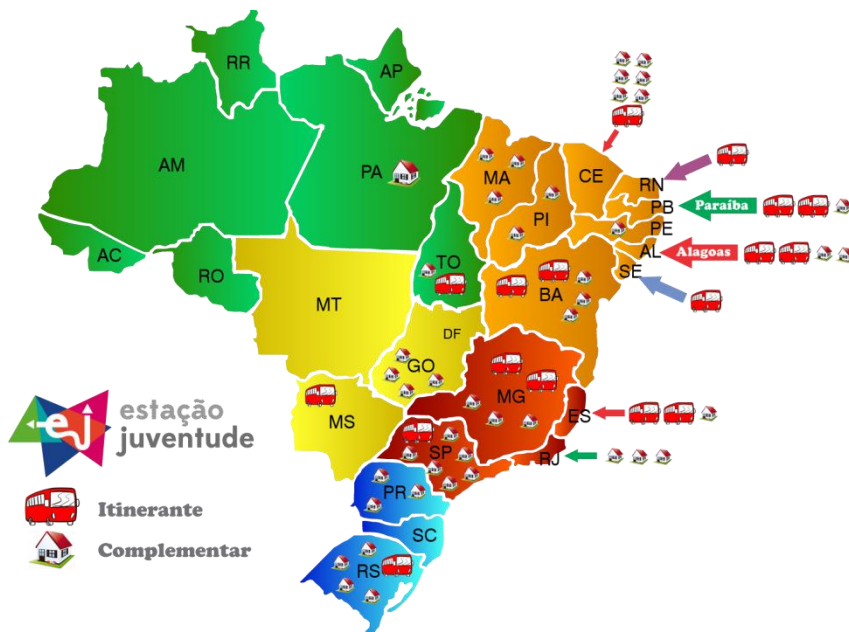 RR
AP
AM
PA
MA
CE
RN
PI
PB
Paraíba
PE
AC
TO
AL
Alagoas
RO
SE
MT
BA
DF
GO
MG
MS
ES
SP
RJ
estação
juventude
ej
PR
Itinerante
SC
Complementar
RS